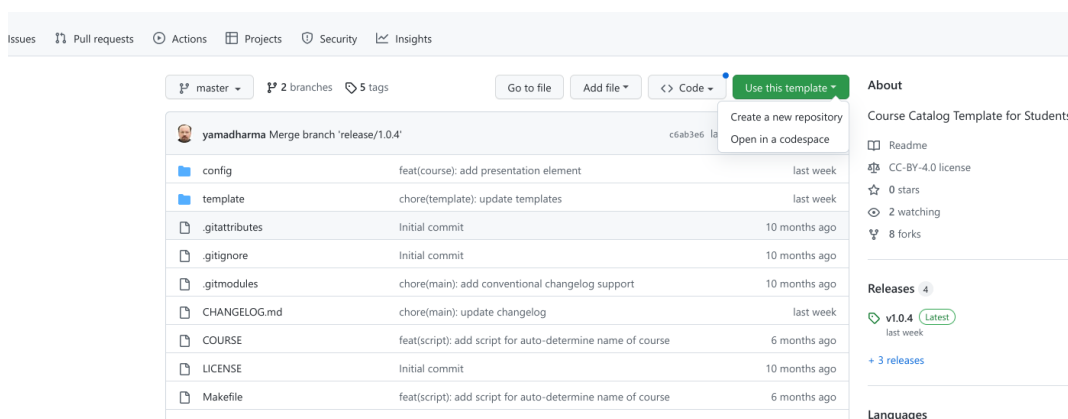 Issues Pull requests Actions Projects Security Insights
master 2 branches 5 tags Go to file Add file <> Code Use this template
Create a new repository
Open in a codespace
yamadharma Merge branch 'release/1.0.4' c6ab3e6
config feat(course): add presentation element last week
template chore(template): update templates last week
.gitattributes Initial commit 10 months ago
.gitignore Initial commit 10 months ago
.gitmodules chore(main): add conventional changelog support 10 months ago
CHANGELOG.md chore(main): update changelog last week
COURSE feat(script): add script for auto-determine name of course 6 months ago
LICENSE Initial commit 10 months ago
Makefile feat(script): add script for auto-determine name of course 6 months ago
About
Course Catalog Template for Students
Readme
CC-BY-4.0 license
0 stars
2 watching
8 forks
Releases 4
v1.0.4 Latest
last week
+ 3 releases
Languages